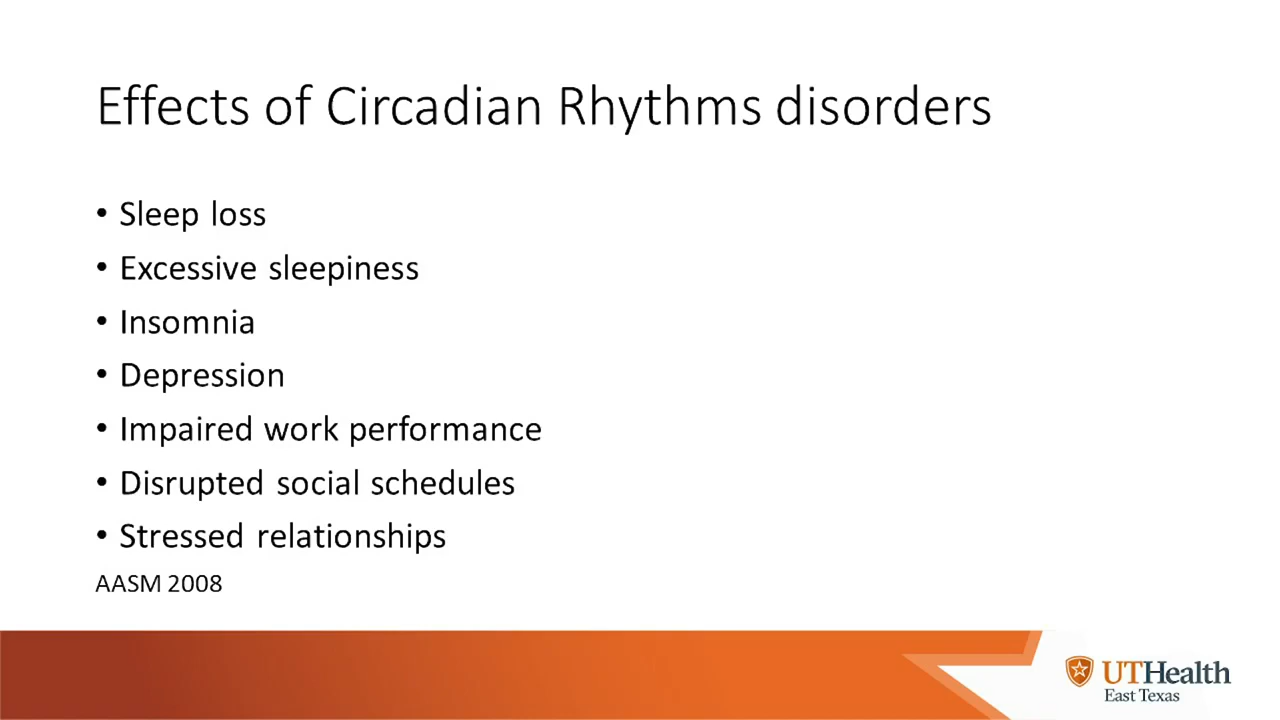 Effects of Circadian Rhythms disorders
• Sleep loss
• Excessive sleepiness
• Insomnia
• Depression
• Impaired work performance
• Disrupted social schedules
• Stressed relationships
AASM 2008
UTHealth
East Texas